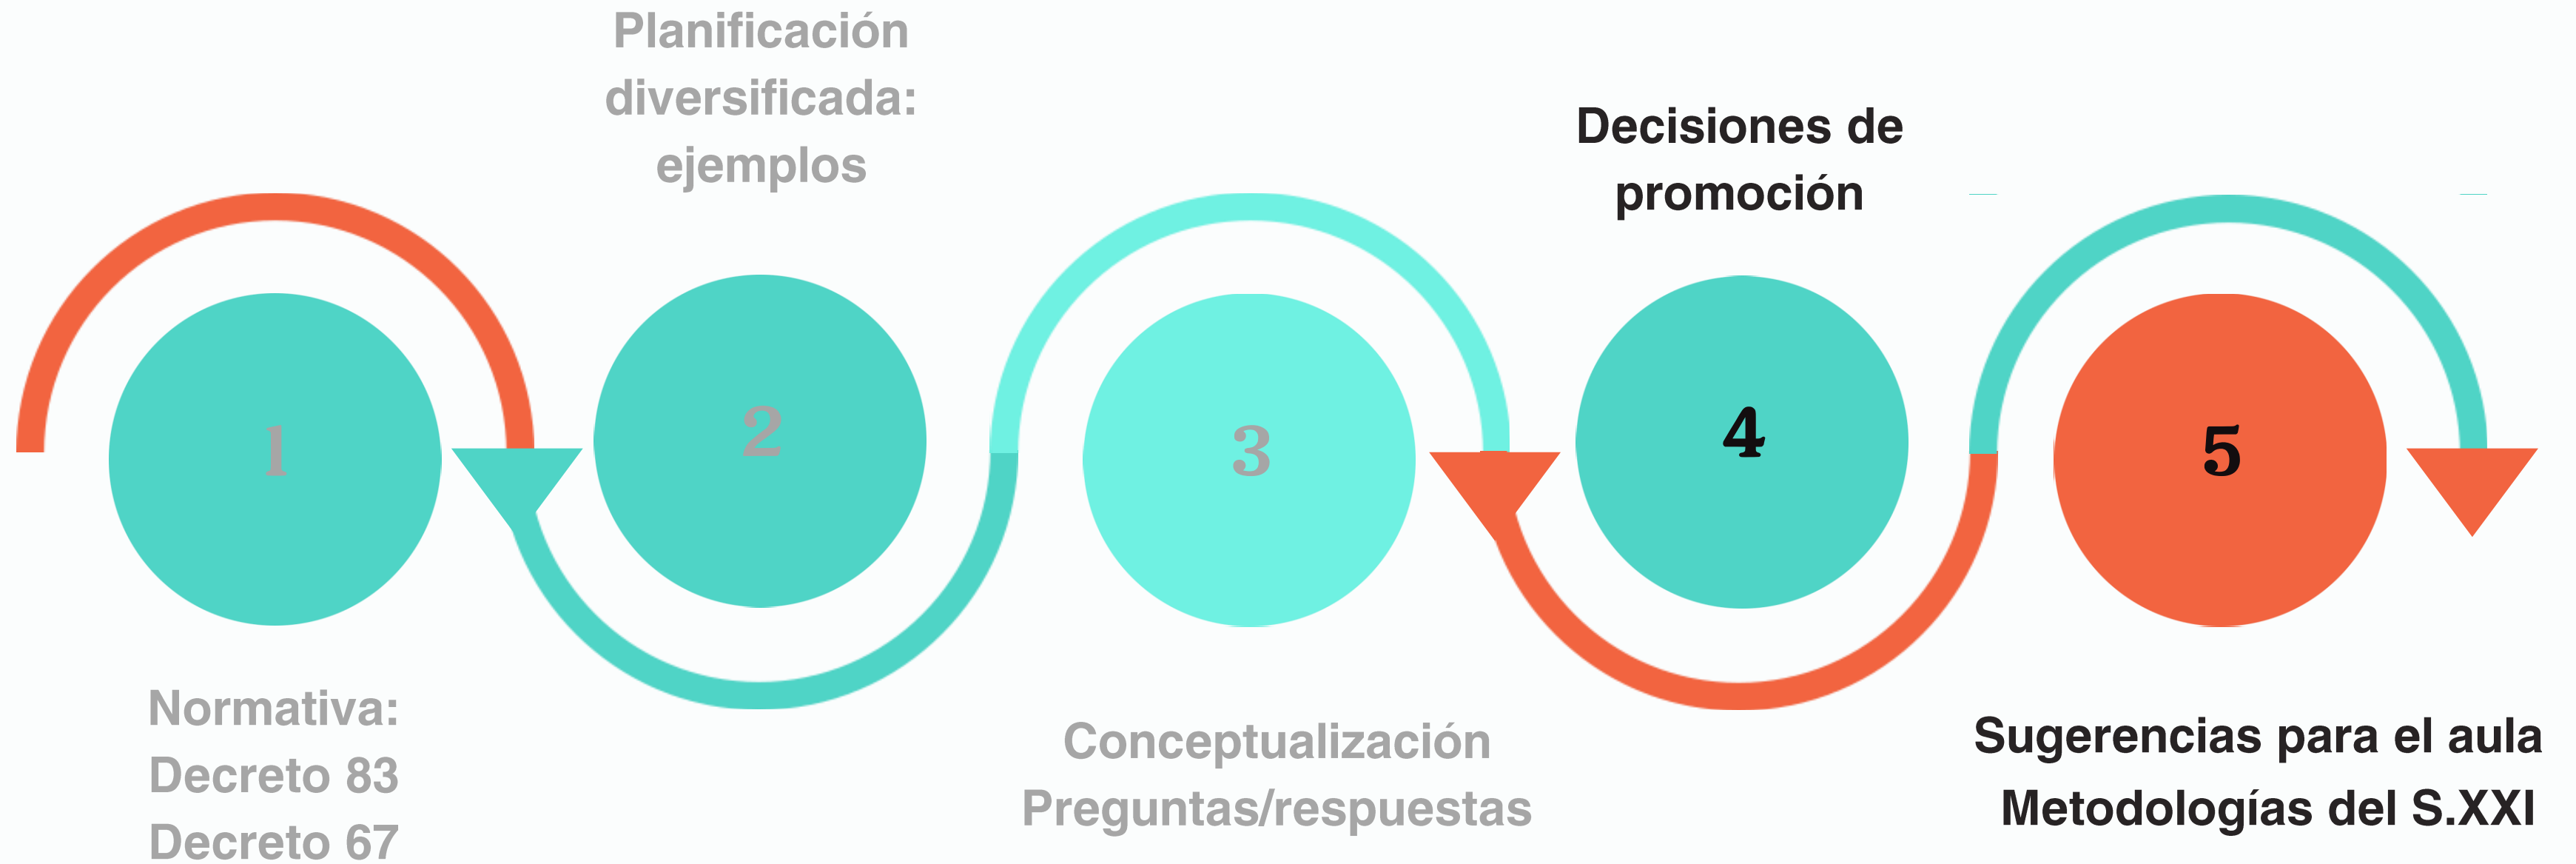 1
Normativa:
Decreto 83
Decreto 67
Planificación
diversificada:
ejemplos
2
3
Conceptualización
Preguntas/respuestas
Decisiones de
promoción
4
5
Sugerencias para el aula
Metodologías del S.XXI